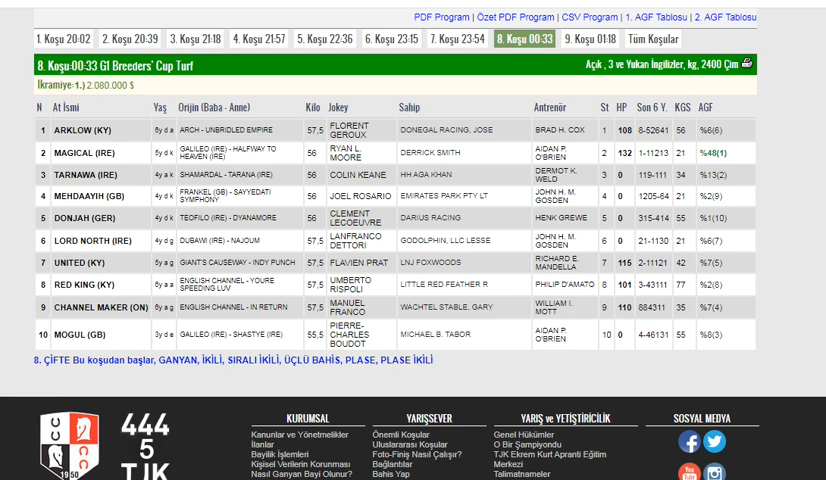 PDF Program | Özet PDF Program | CSV Program | 1. AGF Tablosu | 2. AGF Tablosu
1. Koşu 20:02 2. Koşu 20:39 3. Koşu 21:18 4. Koşu 21:57 5. Koşu 22:36 6. Koşu 23:15 7. Koşu 23:54 8. Koşu 00:33 9. Koşu 01:18 Tüm Koşular
8. Koşu:00:33 G1 Breeders' Cup Turf Açık , 3 ve Yukarı İngilizler, kg, 2400 Çim
İkramiye:1.) 2.080.000 $
N At İsmi Yaş Orijin (Baba - Anne) Kilo Jokey Sahip Antrenör St HP Son 6 Y. KGS AGF
1 ARKLOW (KY) 6y d a ARCH - UNBRIDLED EMPIRE 57,5 FLORENT GEROUX DONEGAL RACING, JOSE BRAD H. COX 1 108 8-52641 56 %6(6)
2 MAGICAL (IRE) 5y d k GALILEO (IRE) - HALFWAY TO HEAVEN (IRE) 56 RYAN L. MOORE DERRICK SMITH AIDAN P. O'BRIEN 2 132 1-11213 21 %48(1)
3 TARNAWA (IRE) 4y a k SHAMARDAL - TARANA (IRE) 56 COLIN KEANE HH AGA KHAN DERMOT K. WELD 3 0 119-111 34 %13(2)
4 MEHDAAYIH (GB) 4y d k FRANKEL (GB) - SAYYEDATI SYMPHONY 56 JOEL ROSARIO EMIRATES PARK PTY LT JOHN H. M. GOSDEN 4 0 1205-64 21 %2(9)
5 DONJAH (GER) 4y d k TEOFILO (IRE) - DYANAMORE 56 CLEMENT LECOEUVRE DARIUS RACING HENK GREWE 5 0 315-414 55 %1(10)
6 LORD NORTH (IRE) 4y d g DUBAWI (IRE) - NAJOUM 57,5 LANFRANCO DETTORI GODOLPHIN, LLC LESSE JOHN H. M. GOSDEN 6 0 21-1130 21 %6(7)
7 UNITED (KY) 5y a g GIANT'S CAUSEWAY - INDY PUNCH 57,5 FLAVIEN PRAT LNJ FOXWOODS RICHARD E. MANDELLA 7 115 2-11121 42 %7(5)
8 RED KING (KY) 6y a a ENGLISH CHANNEL - YOURE SPEEDING LUV 57,5 UMBERTO RISPOLI LITTLE RED FEATHER R PHILIP D'AMATO 8 101 3-43111 77 %2(8)
9 CHANNEL MAKER (ON) 6y a g ENGLISH CHANNEL - IN RETURN 57,5 MANUEL FRANCO WACHTEL STABLE, GARY WILLIAM I. MOTT 9 110 884311 35 %7(4)
10 MOGUL (GB) 3y d e GALILEO (IRE) - SHASTYE (IRE) 55,5 PIERRE-CHARLES BOUDOT MICHAEL B. TABOR AIDAN P. O'BRIEN 10 0 4-46131 55 %8(3)
8. ÇİFTE Bu koşudan başlar, GANYAN, İKİLİ, SIRALI İKİLİ, ÜÇLÜ BAHİS, PLASE, PLASE İKİLİ
CC CC 1950
444 5 TJK
KURUMSAL YARIŞSEVER YARIŞ ve YETİŞTİRİCİLİK SOSYAL MEDYA
Kanunlar ve Yönetmelikler Önemli Koşular Genel Hükümler
İlanlar Uluslararası Koşular O Bir Şampiyondu
Bayilik İşlemleri Foto-Finiş Nasıl Çalışır? TJK Ekrem Kurt Apranti Eğitim
Kişisel Verilerin Korunması Bağlantılar Merkezi
Nasıl Ganyan Bayi Olunur? Bahis Yap Talimatnameler
You